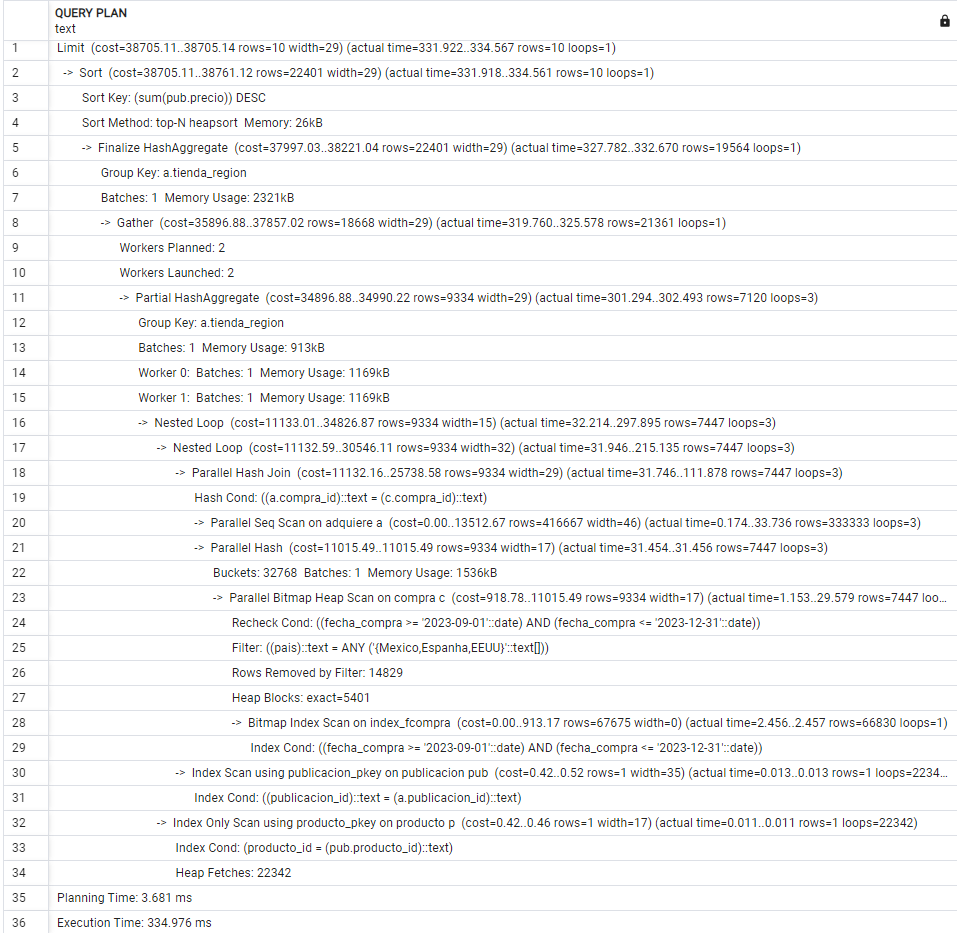 QUERY PLAN
text
1 Limit (cost=38705.11..38705.14 rows=10 width=29) (actual time=331.922..334.567 rows=10 loops=1)
2 -> Sort (cost=38705.11..38761.12 rows=22401 width=29) (actual time=331.918..334.561 rows=10 loops=1)
3 Sort Key: (sum(pub.precio)) DESC
4 Sort Method: top-N heapsort Memory: 26kB
5 -> Finalize HashAggregate (cost=37997.03..38221.04 rows=22401 width=29) (actual time=327.782..332.670 rows=19564 loops=1)
6 Group Key: a.tienda_region
7 Batches: 1 Memory Usage: 2321kB
8 -> Gather (cost=35896.88..37857.02 rows=18668 width=29) (actual time=319.760..325.578 rows=21361 loops=1)
9 Workers Planned: 2
10 Workers Launched: 2
11 -> Partial HashAggregate (cost=34896.88..34990.22 rows=9334 width=29) (actual time=301.294..302.493 rows=7120 loops=3)
12 Group Key: a.tienda_region
13 Batches: 1 Memory Usage: 913kB
14 Worker 0: Batches: 1 Memory Usage: 1169kB
15 Worker 1: Batches: 1 Memory Usage: 1169kB
16 -> Nested Loop (cost=11133.01..34826.87 rows=9334 width=15) (actual time=32.214..297.895 rows=7447 loops=3)
17 -> Nested Loop (cost=11132.59..30546.11 rows=9334 width=32) (actual time=31.946..215.135 rows=7447 loops=3)
18 -> Parallel Hash Join (cost=11132.16..25738.58 rows=9334 width=29) (actual time=31.746..111.878 rows=7447 loops=3)
19 Hash Cond: ((a.compra_id)::text = (c.compra_id)::text)
20 -> Parallel Seq Scan on adquiere a (cost=0.00..13512.67 rows=416667 width=46) (actual time=0.174..33.736 rows=333333 loops=3)
21 -> Parallel Hash (cost=11015.49..11015.49 rows=9334 width=17) (actual time=31.454..31.456 rows=7447 loops=3)
22 Buckets: 32768 Batches: 1 Memory Usage: 1536kB
23 -> Parallel Bitmap Heap Scan on compra c (cost=918.78..11015.49 rows=9334 width=17) (actual time=1.153..29.579 rows=7447 loo...
24 Recheck Cond: ((fecha_compra >= '2023-09-01'::date) AND (fecha_compra <= '2023-12-31'::date))
25 Filter: ((pais)::text = ANY ('{Mexico,Espanha,EEUU}'::text[]))
26 Rows Removed by Filter: 14829
27 Heap Blocks: exact=5401
28 -> Bitmap Index Scan on index_fcompra (cost=0.00..913.17 rows=67675 width=0) (actual time=2.456..2.457 rows=66830 loops=1)
29 Index Cond: ((fecha_compra >= '2023-09-01'::date) AND (fecha_compra <= '2023-12-31'::date))
30 -> Index Scan using publicacion_pkey on publicacion pub (cost=0.42..0.52 rows=1 width=35) (actual time=0.013..0.013 rows=1 loops=2234...
31 Index Cond: ((publicacion_id)::text = (a.publicacion_id)::text)
32 -> Index Only Scan using producto_pkey on producto p (cost=0.42..0.46 rows=1 width=17) (actual time=0.011..0.011 rows=1 loops=22342)
33 Index Cond: (producto_id = (pub.producto_id)::text)
34 Heap Fetches: 22342
35 Planning Time: 3.681 ms
36 Execution Time: 334.976 ms